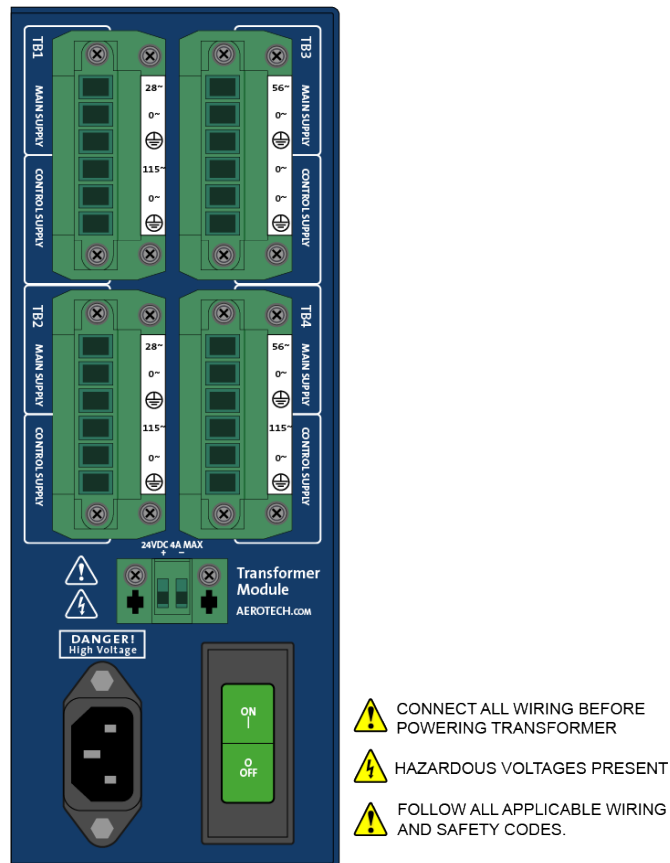 TB1
MAIN SUPPLY
CONTROL SUPPLY
28~
0~
115~
0~
TB3
MAIN SUPPLY
CONTROL SUPPLY
56~
0~
0~
0~
TB2
MAIN SUPPLY
CONTROL SUPPLY
28~
0~
115~
0~
TB4
MAIN SUPPLY
CONTROL SUPPLY
56~
0~
115~
0~
24VDC 4A MAX
+ −
Transformer
Module
AEROTECH.COM
DANGER!
High Voltage
ON
|
O
OFF
CONNECT ALL WIRING BEFORE
POWERING TRANSFORMER
HAZARDOUS VOLTAGES PRESENT
FOLLOW ALL APPLICABLE WIRING
AND SAFETY CODES.